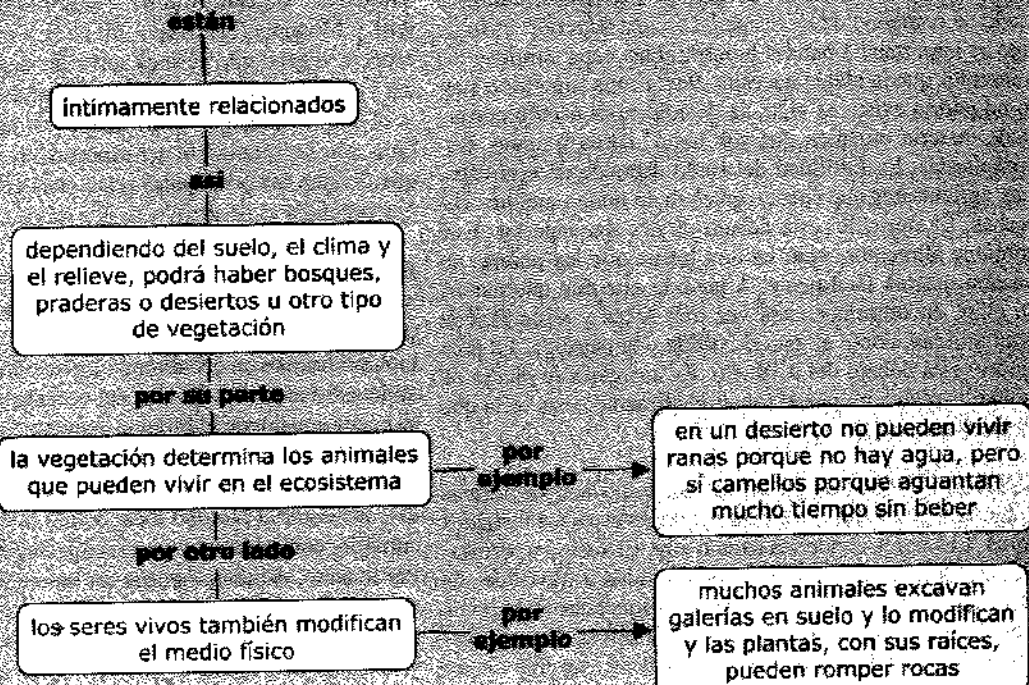 están
íntimamente relacionados
así
dependiendo del suelo, el clima y
el relieve, podrá haber bosques,
praderas o desiertos u otro tipo
de vegetación
por su parte
la vegetación determina los animales
que pueden vivir en el ecosistema
por
ejemplo
en un desierto no pueden vivir
ranas porque no hay agua, pero
sí camellos porque aguantan
mucho tiempo sin beber
por otro lado
los seres vivos también modifican
el medio físico
por
ejemplo
muchos animales excavan
galerías en suelo y lo modifican
y las plantas, con sus raíces,
pueden romper rocas